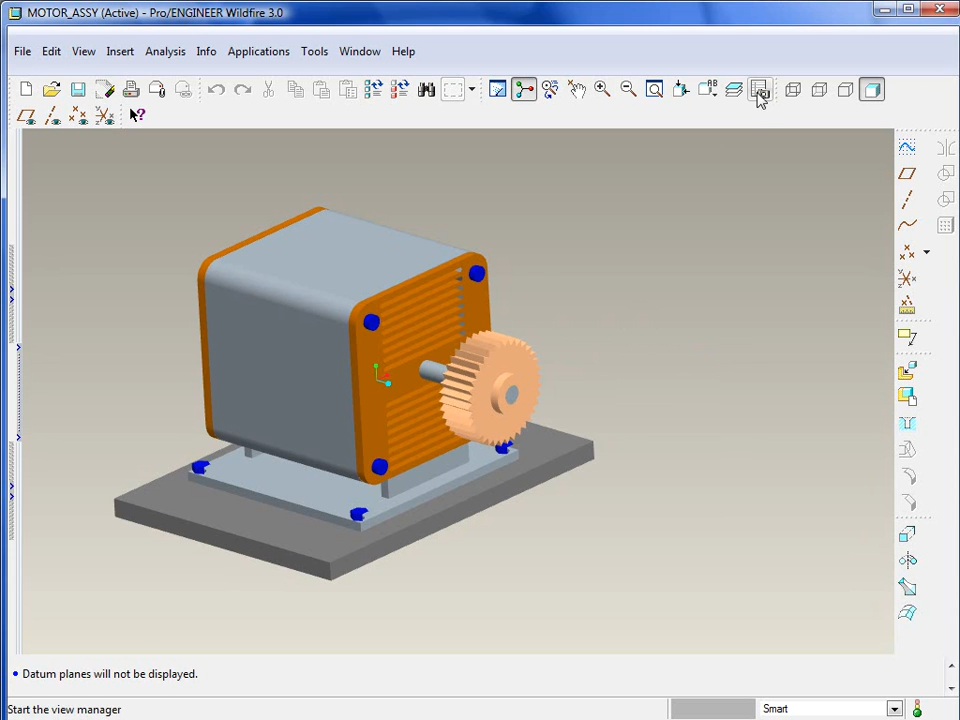 MOTOR_ASSY (Active) - Pro/ENGINEER Wildfire 3.0
File Edit View Insert Analysis Info Applications Tools Window Help
Datum planes will not be displayed.
Start the view manager
Smart